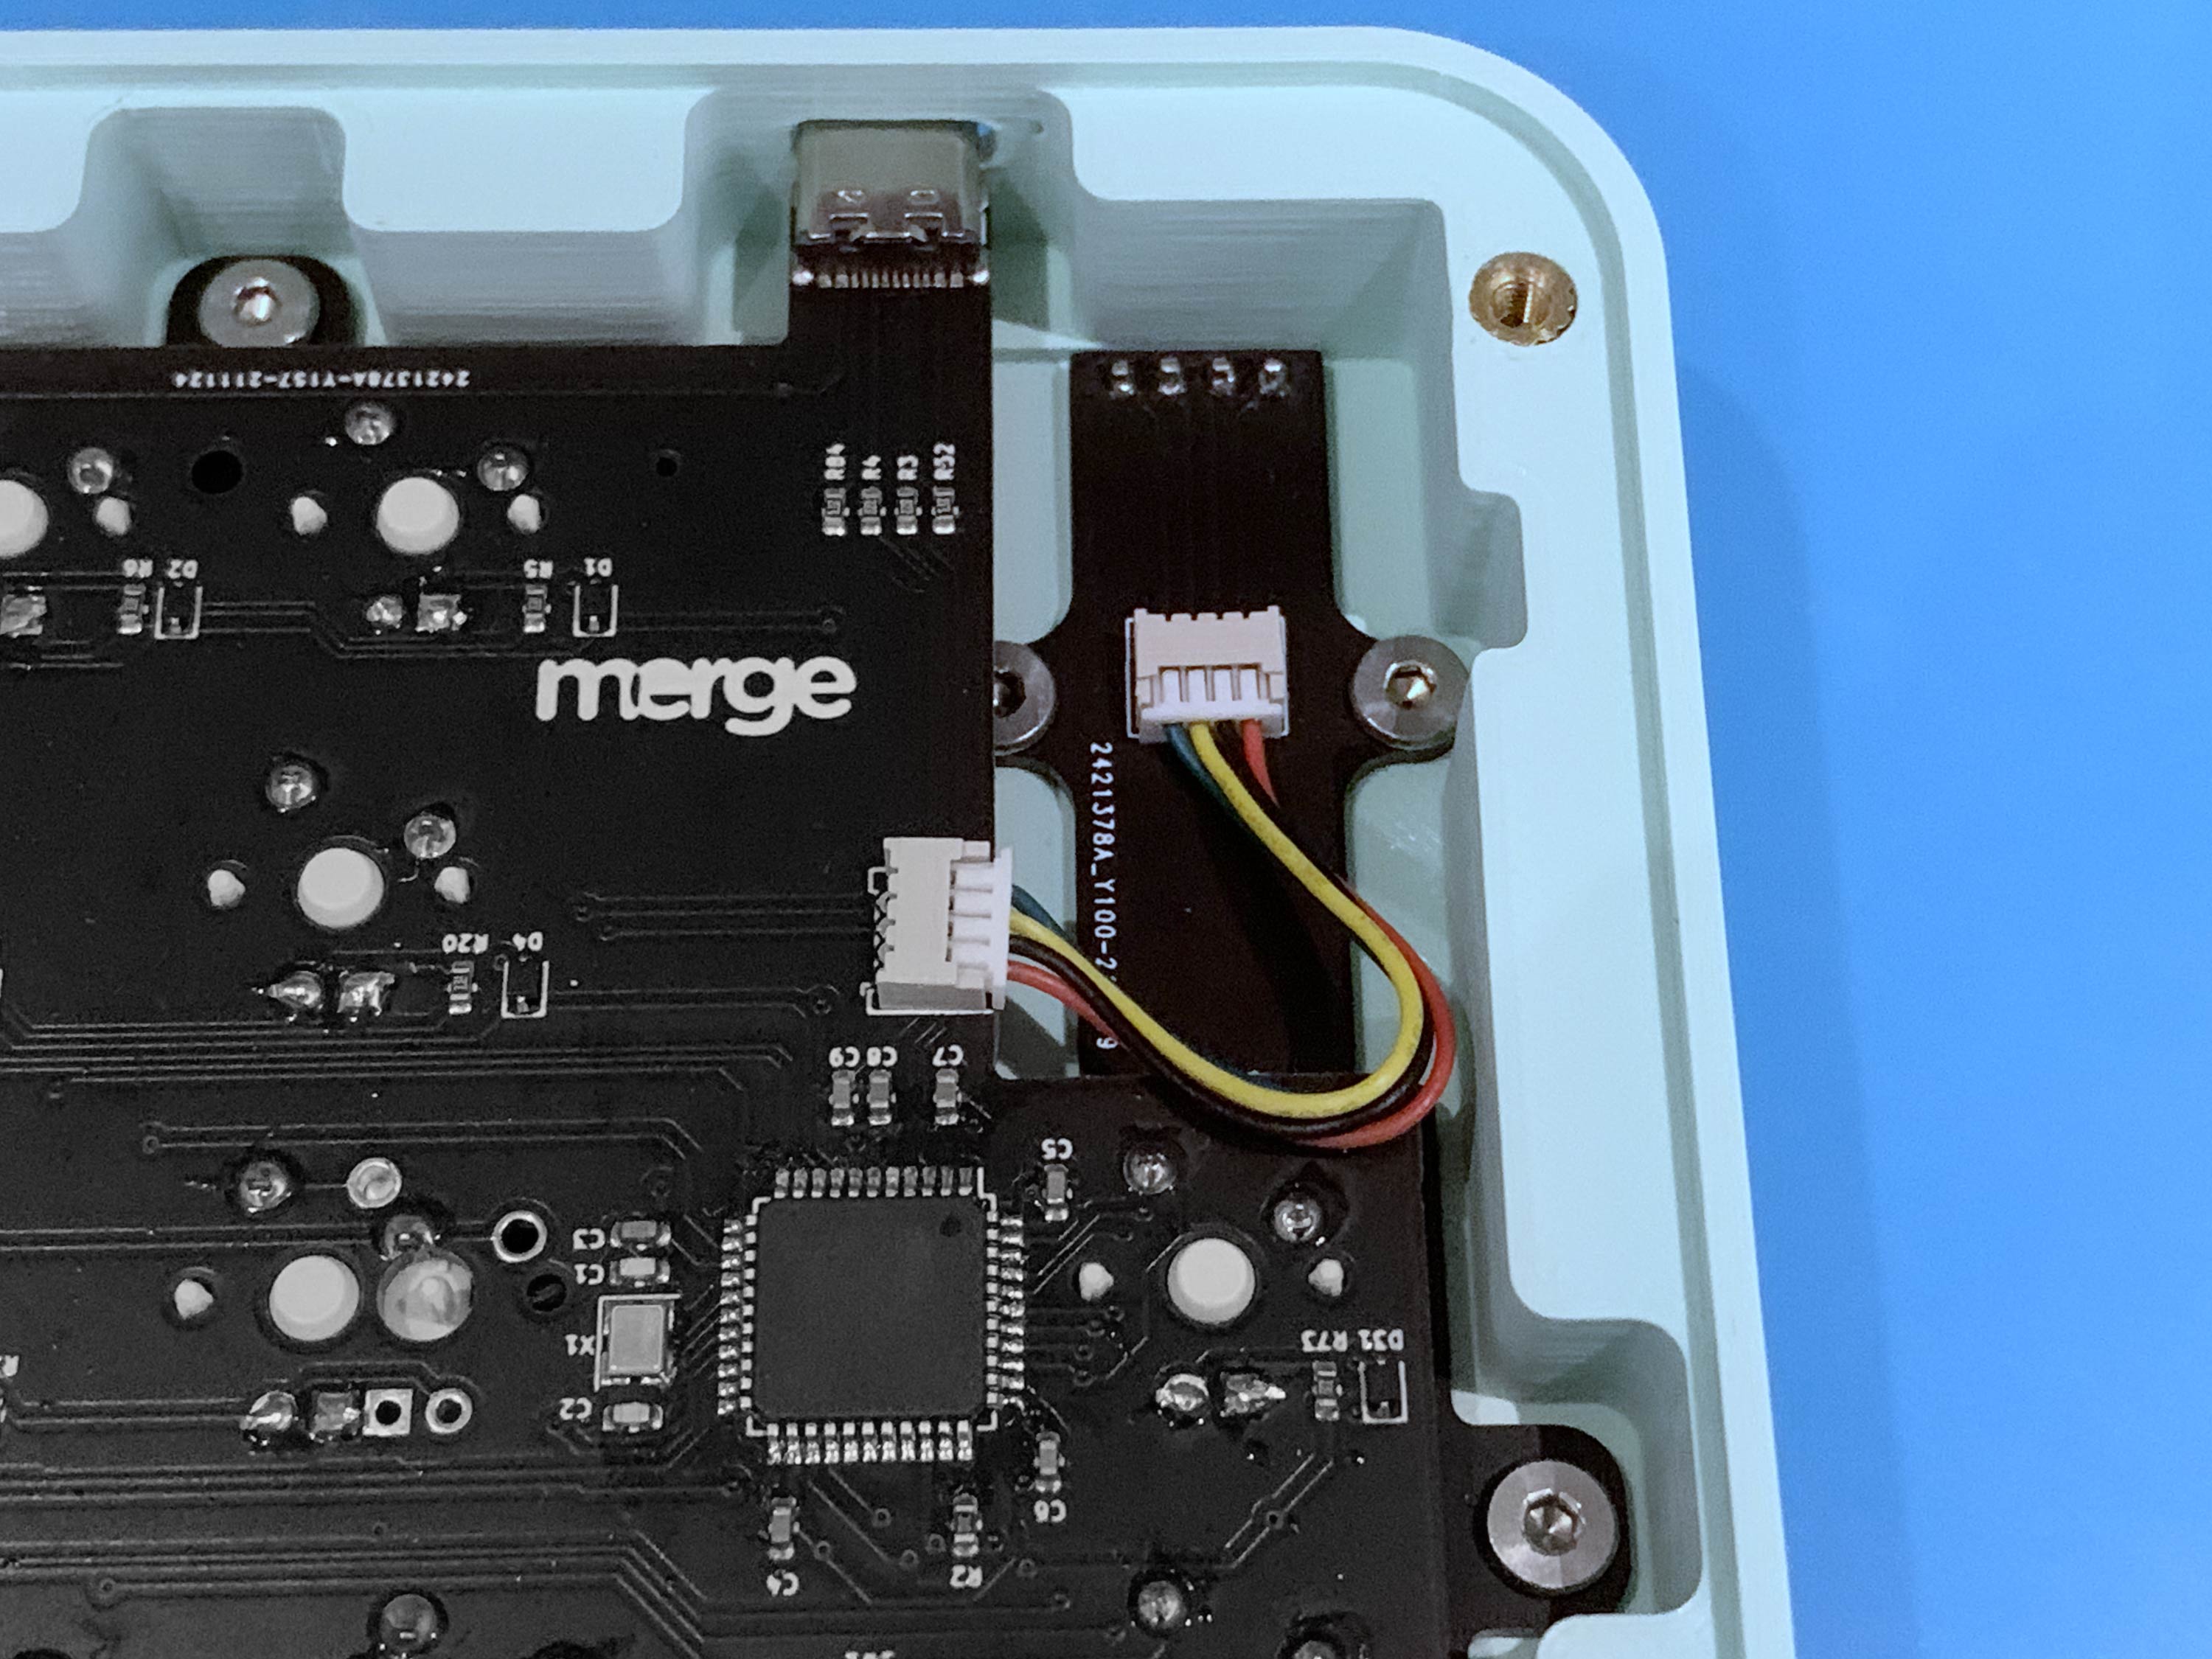 2421378A-Y157-211124
R84 R4 R3 R52
R6 D2 R5 D1
merge
2421378A_Y100-2
9
R20 D4
C9 C8 C7
C5
C3
C1
X1
C2
D31 R73
C6
C4
R2